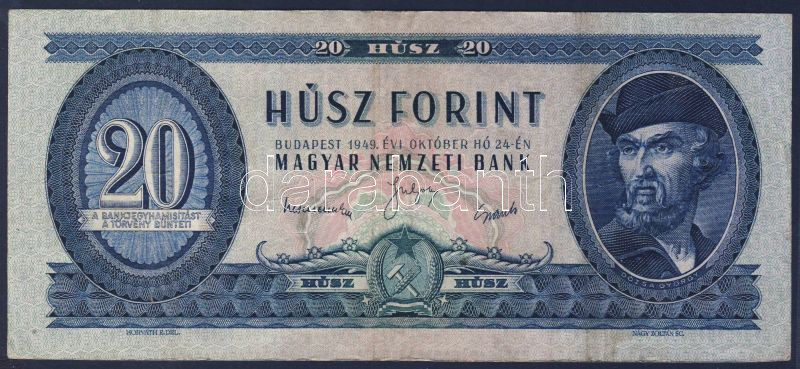 20 HÚSZ 20
HÚSZ FORINT
BUDAPEST 1949. ÉVI OKTÓBER HÓ 24-ÉN
MAGYAR NEMZETI BANK
20
A BANKJEGYHAMISÍTÁST
A TÖRVÉNY BÜNTETI
darabanth
DÓZSA GYÖRGY
HÚSZ HÚSZ
HORVÁTH E. DEL.
NAGY ZOLTÁN SC.